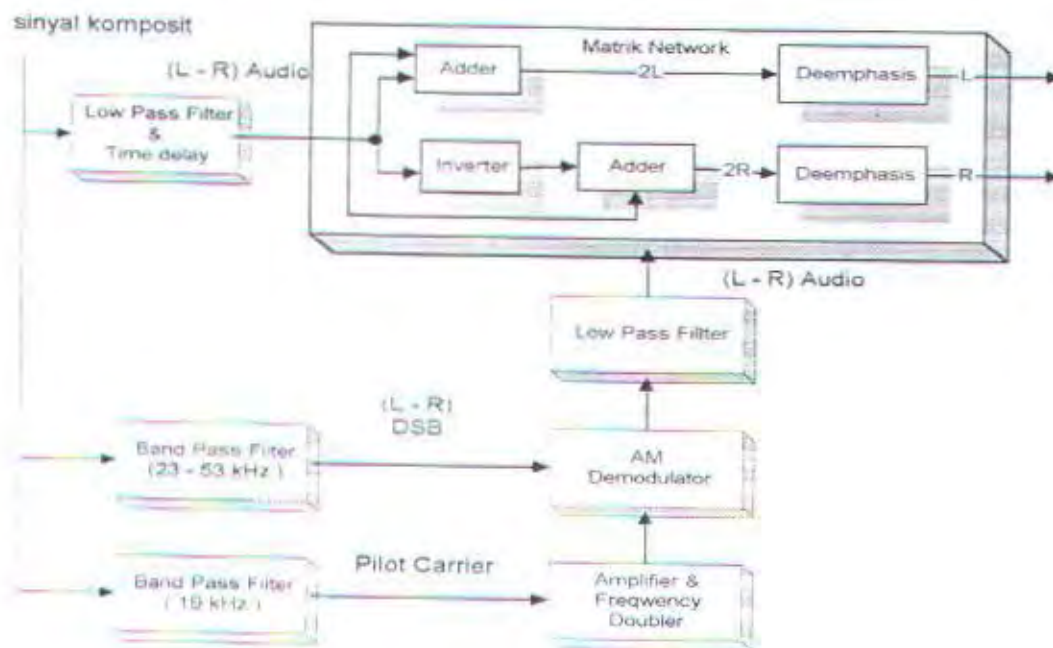 sinyal komposit
(L - R) Audio
Low Pass Filter
&
Time delay
Matrik Network
Adder
2L
Deemphasis
L
Inverter
Adder
2R
Deemphasis
R
(L - R) Audio
Low Pass Fillter
(L - R)
DSB
Band Pass Filter
(23 - 53 kHz )
AM
Demodulator
Pilot Carrier
Band Pass Filter
( 19 kHz )
Amplifier &
Freqwency
Doubler